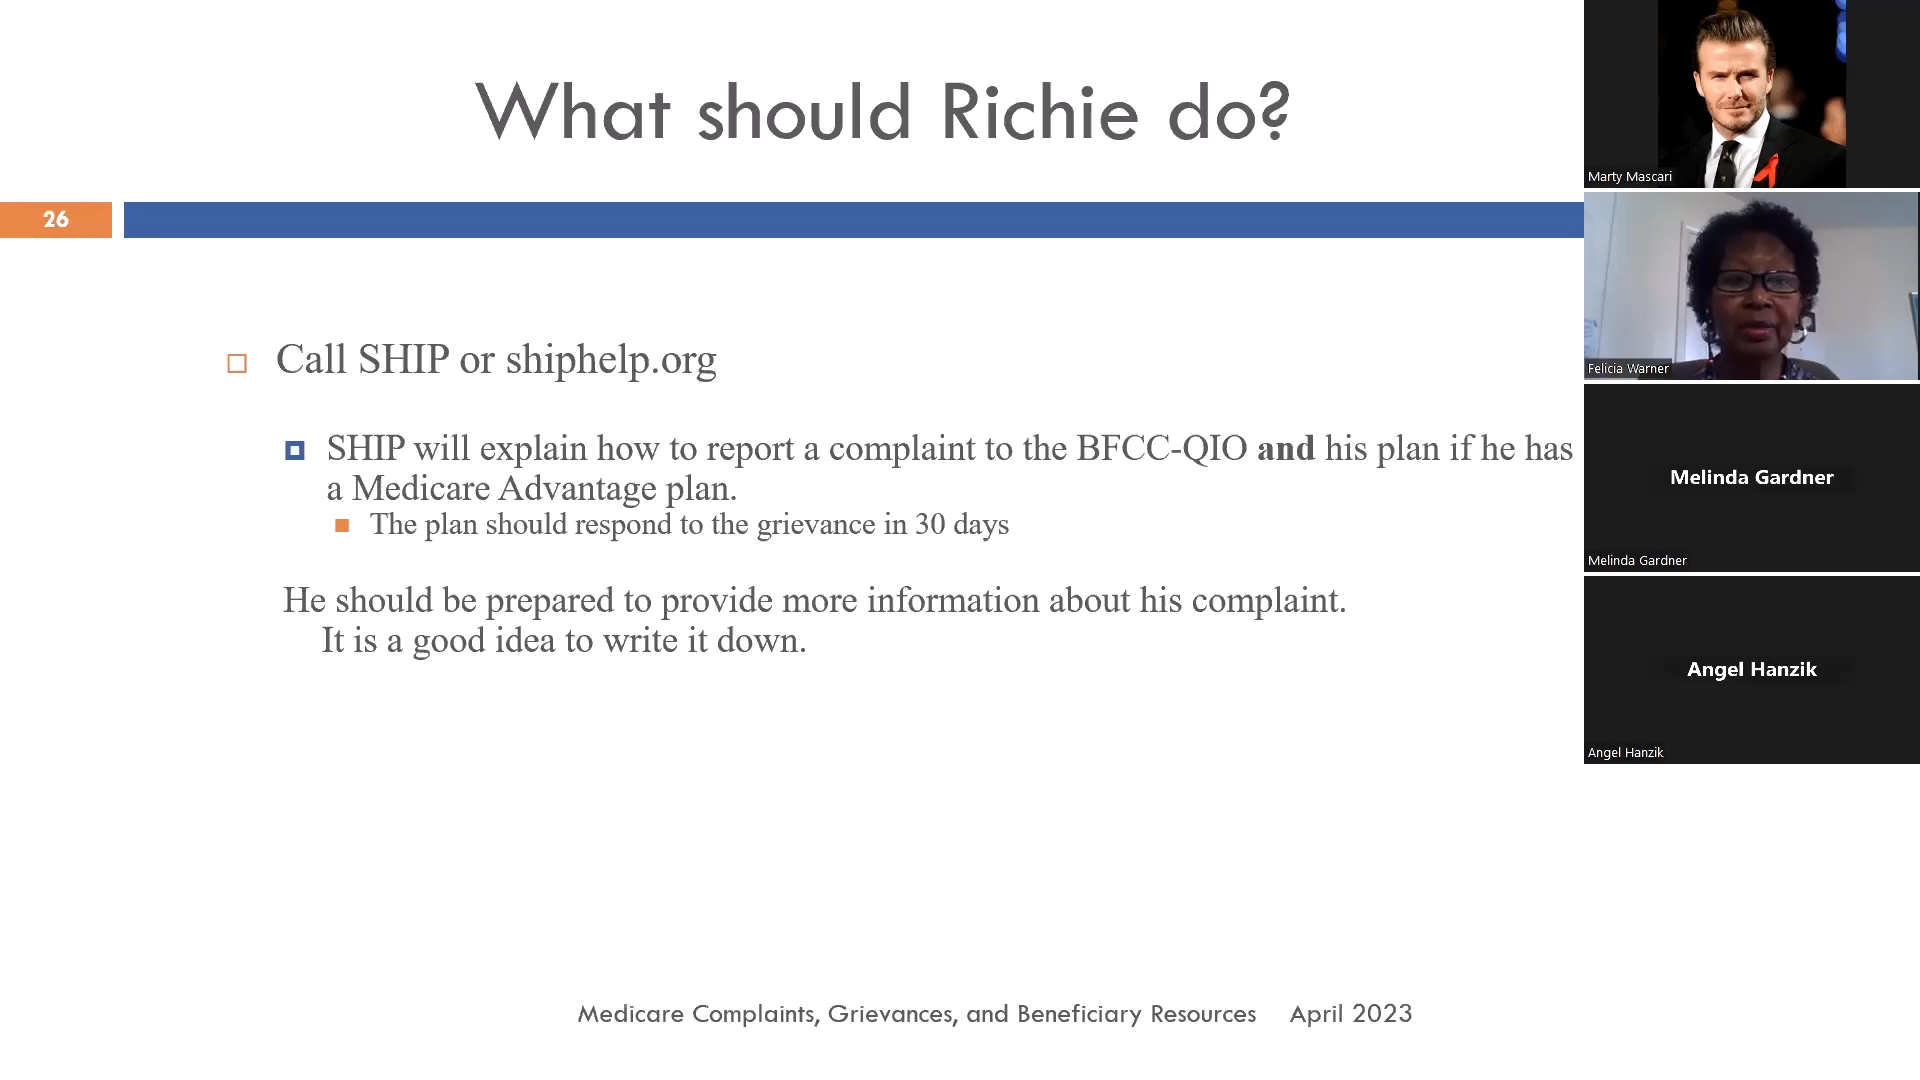 What should Richie do?
26
Call SHIP or shiphelp.org
SHIP will explain how to report a complaint to the BFCC-QIO and his plan if he has
a Medicare Advantage plan.
The plan should respond to the grievance in 30 days
He should be prepared to provide more information about his complaint.
It is a good idea to write it down.
Medicare Complaints, Grievances, and Beneficiary Resources April 2023
Marty Mascari
Felicia Warner
Melinda Gardner
Melinda Gardner
Angel Hanzik
Angel Hanzik